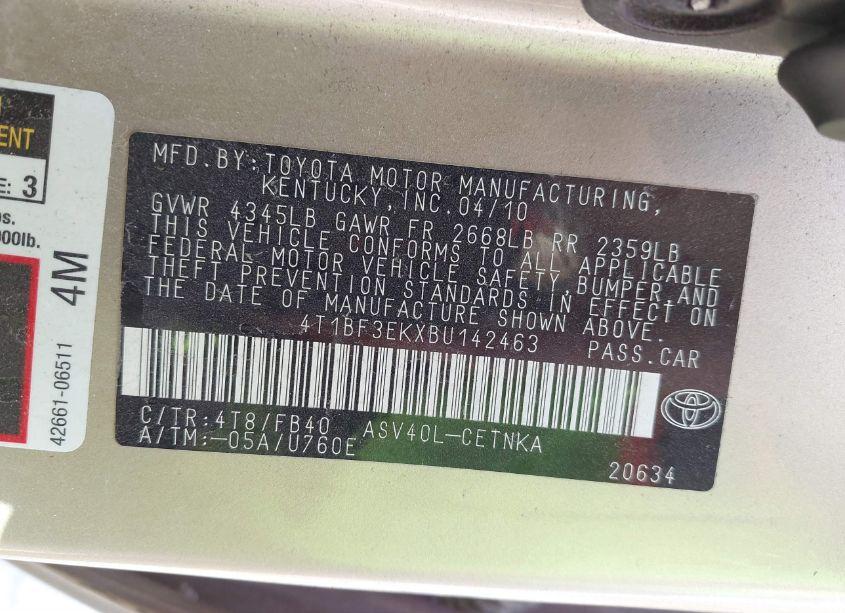 ENT
E: 3
s.
000lb.
4M
42661-06511
MFD.BY:TOYOTA MOTOR MANUFACTURING,
KENTUCKY,INC.04/10
GVWR 4345LB GAWR FR 2668LB RR 2359LB
THIS VEHICLE CONFORMS TO ALL APPLICABLE
FEDERAL MOTOR VEHICLE SAFETY,BUMPER,AND
THEFT PREVENTION STANDARDS IN EFFECT ON
THE DATE OF MANUFACTURE SHOWN ABOVE.
4T1BF3EKXBU142463 PASS.CAR
C/TR:4T8/FB40 ASV40L-CETNKA
A/TM:-05A/U760E
20634